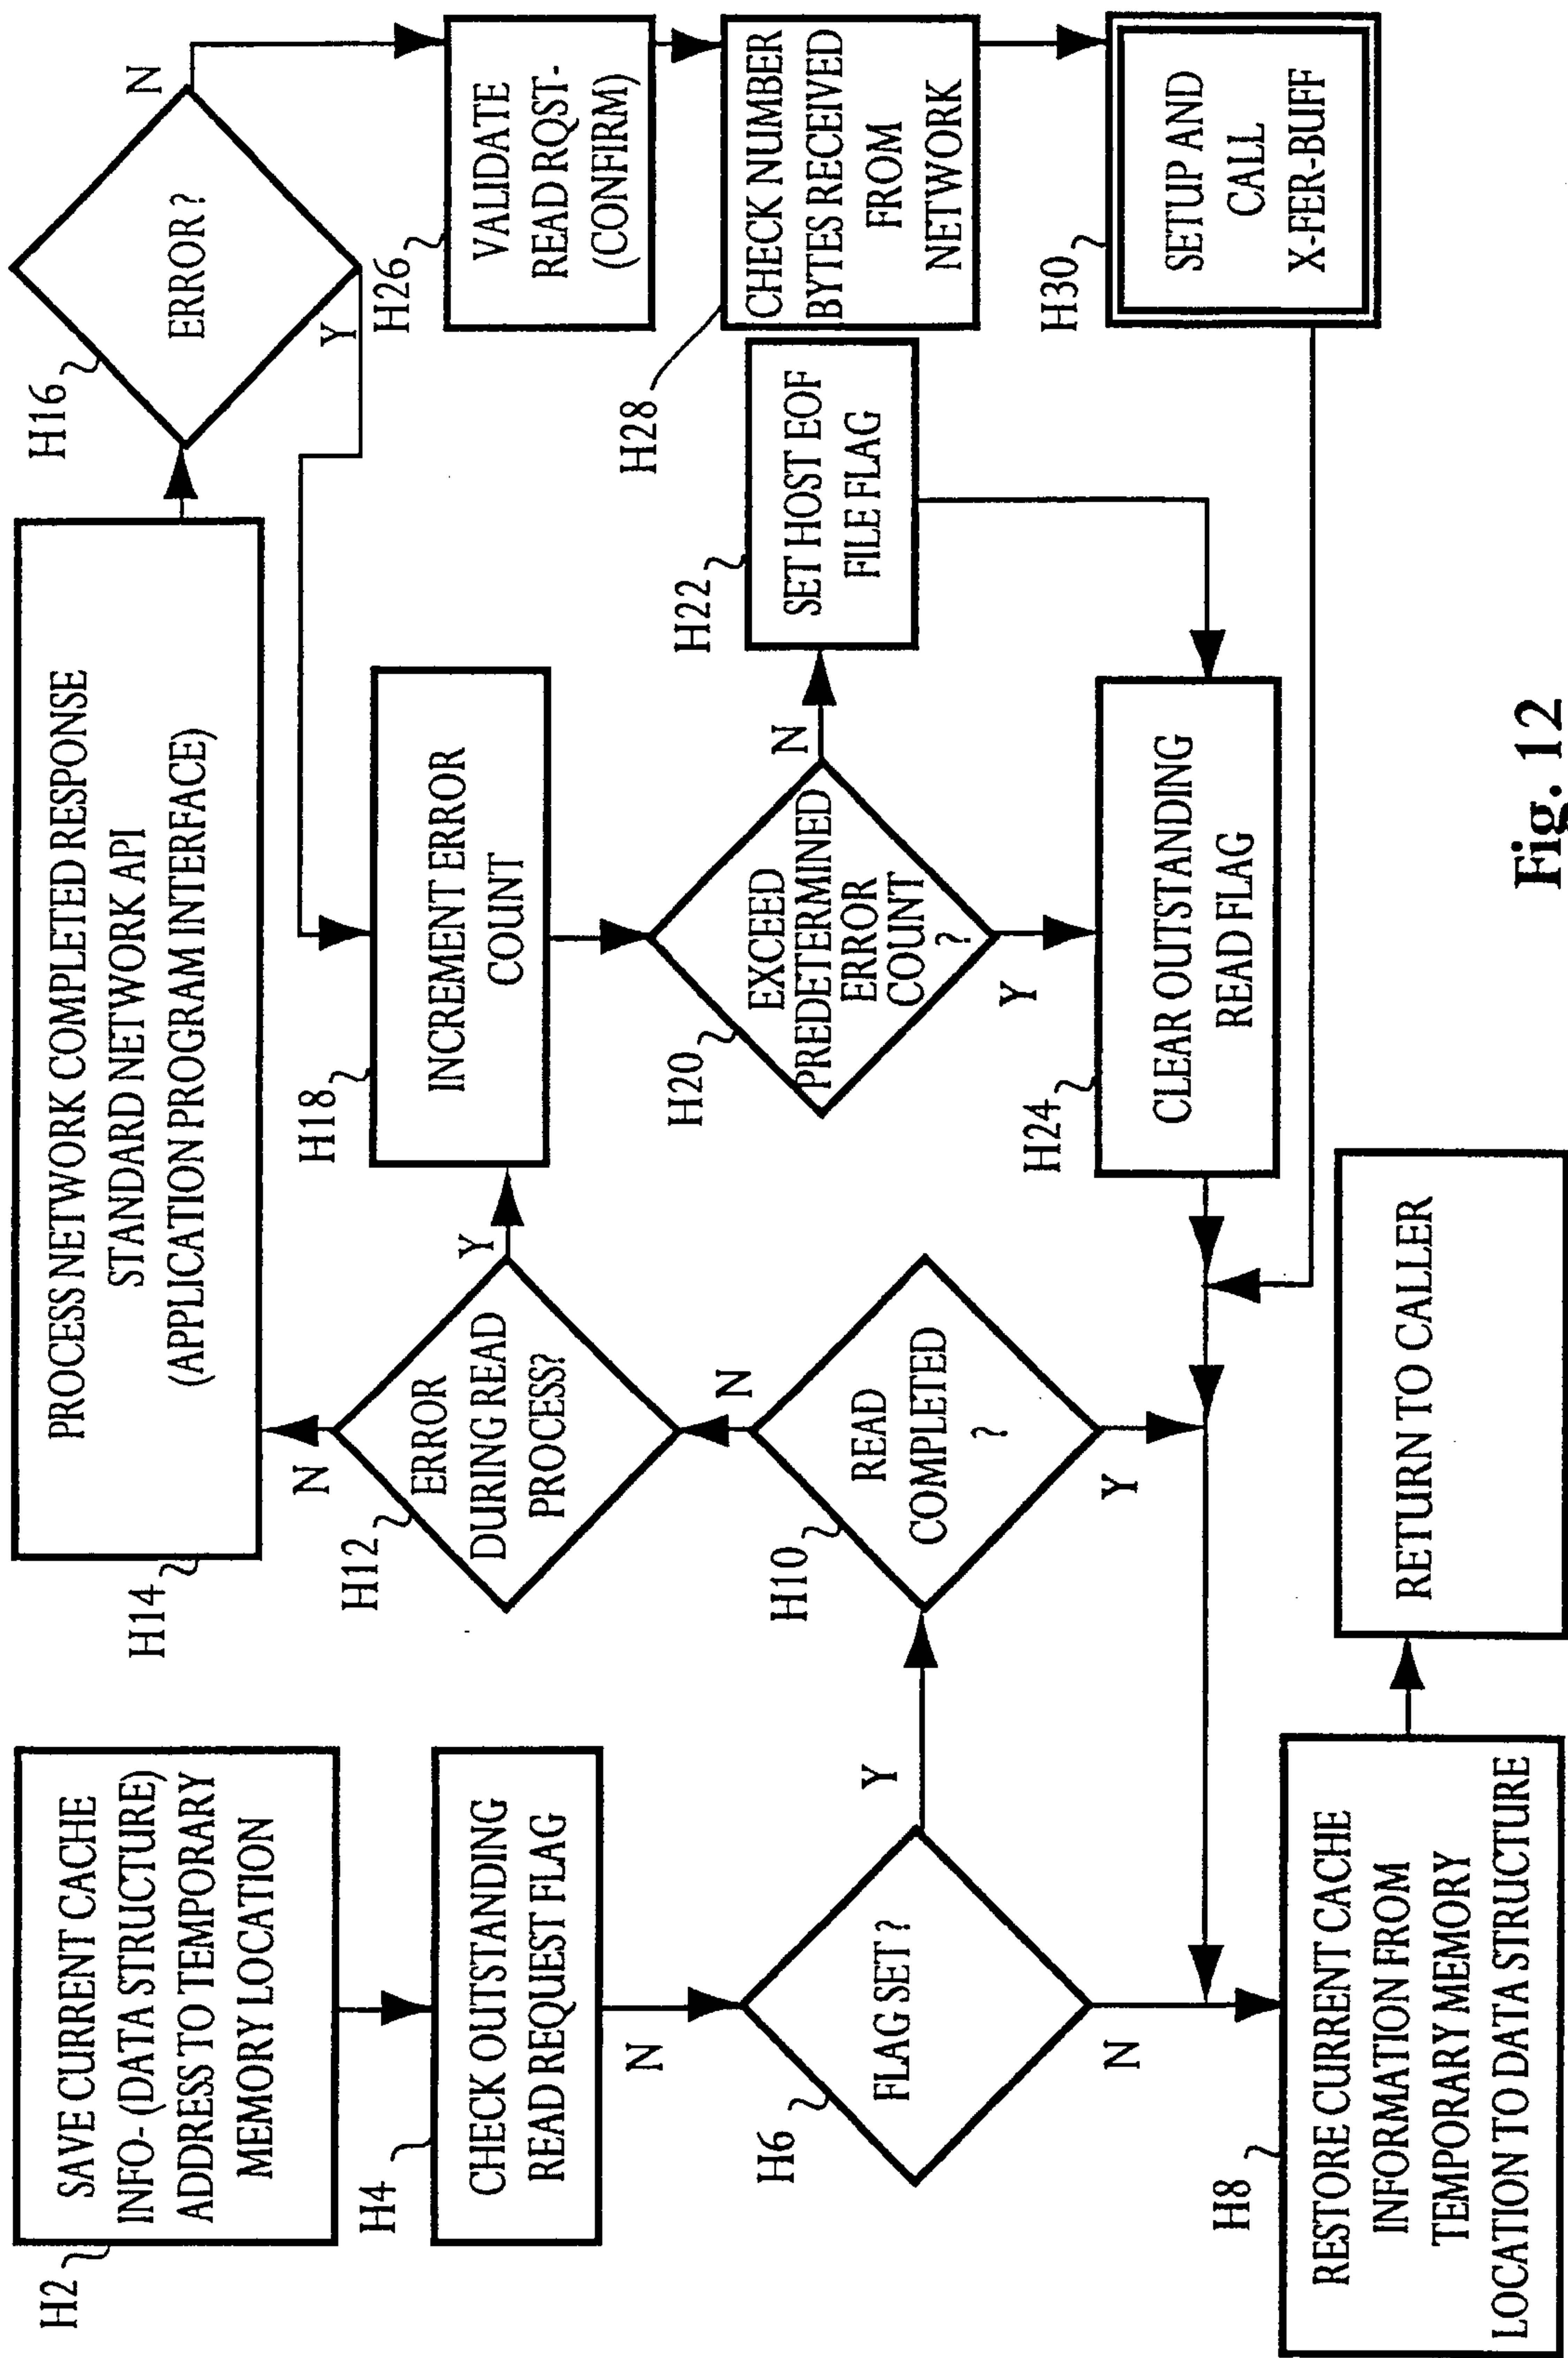 H2
SAVE CURRENT CACHE
INFO- (DATA STRUCTURE)
ADDRESS TO TEMPORARY
MEMORY LOCATION
H4
CHECK OUTSTANDING
READ REQUEST FLAG
N
H6
FLAG SET ?
Y
N
H8
RESTORE CURRENT CACHE
INFORMATION FROM
TEMPORARY MEMORY
LOCATION TO DATA STRUCTURE
RETURN TO CALLER
H10
READ
COMPLETED
?
N
Y
H12
ERROR
DURING READ
PROCESS?
N
Y
H14
PROCESS NETWORK COMPLETED RESPONSE
STANDARD NETWORK API
(APPLICATION PROGRAM INTERFACE)
H16
ERROR ?
N
Y
H18
INCREMENT ERROR
COUNT
H20
EXCEED
PREDETERMINED
ERROR
COUNT
?
N
Y
H22
SET HOST EOF
FILE FLAG
H24
CLEAR OUTSTANDING
READ FLAG
H26
VALIDATE
READ RQST-
(CONFIRM)
H28
CHECK NUMBER
BYTES RECEIVED
FROM
NETWORK
H30
SETUP AND
CALL
X-FER-BUFF
Fig. 12